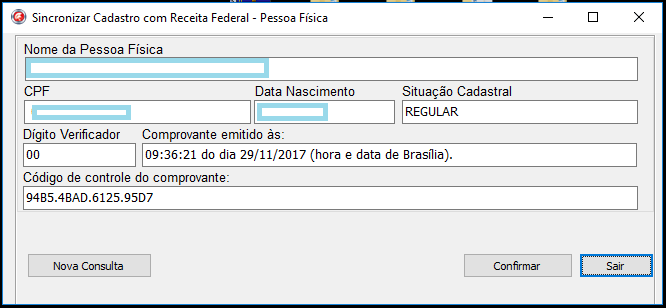 Sincronizar Cadastro com Receita Federal - Pessoa Física
Nome da Pessoa Física
CPF Data Nascimento Situação Cadastral
REGULAR
Dígito Verificador Comprovante emitido às:
00 09:36:21 do dia 29/11/2017 (hora e data de Brasília).
Código de controle do comprovante:
94B5.4BAD.6125.95D7
Nova Consulta Confirmar Sair